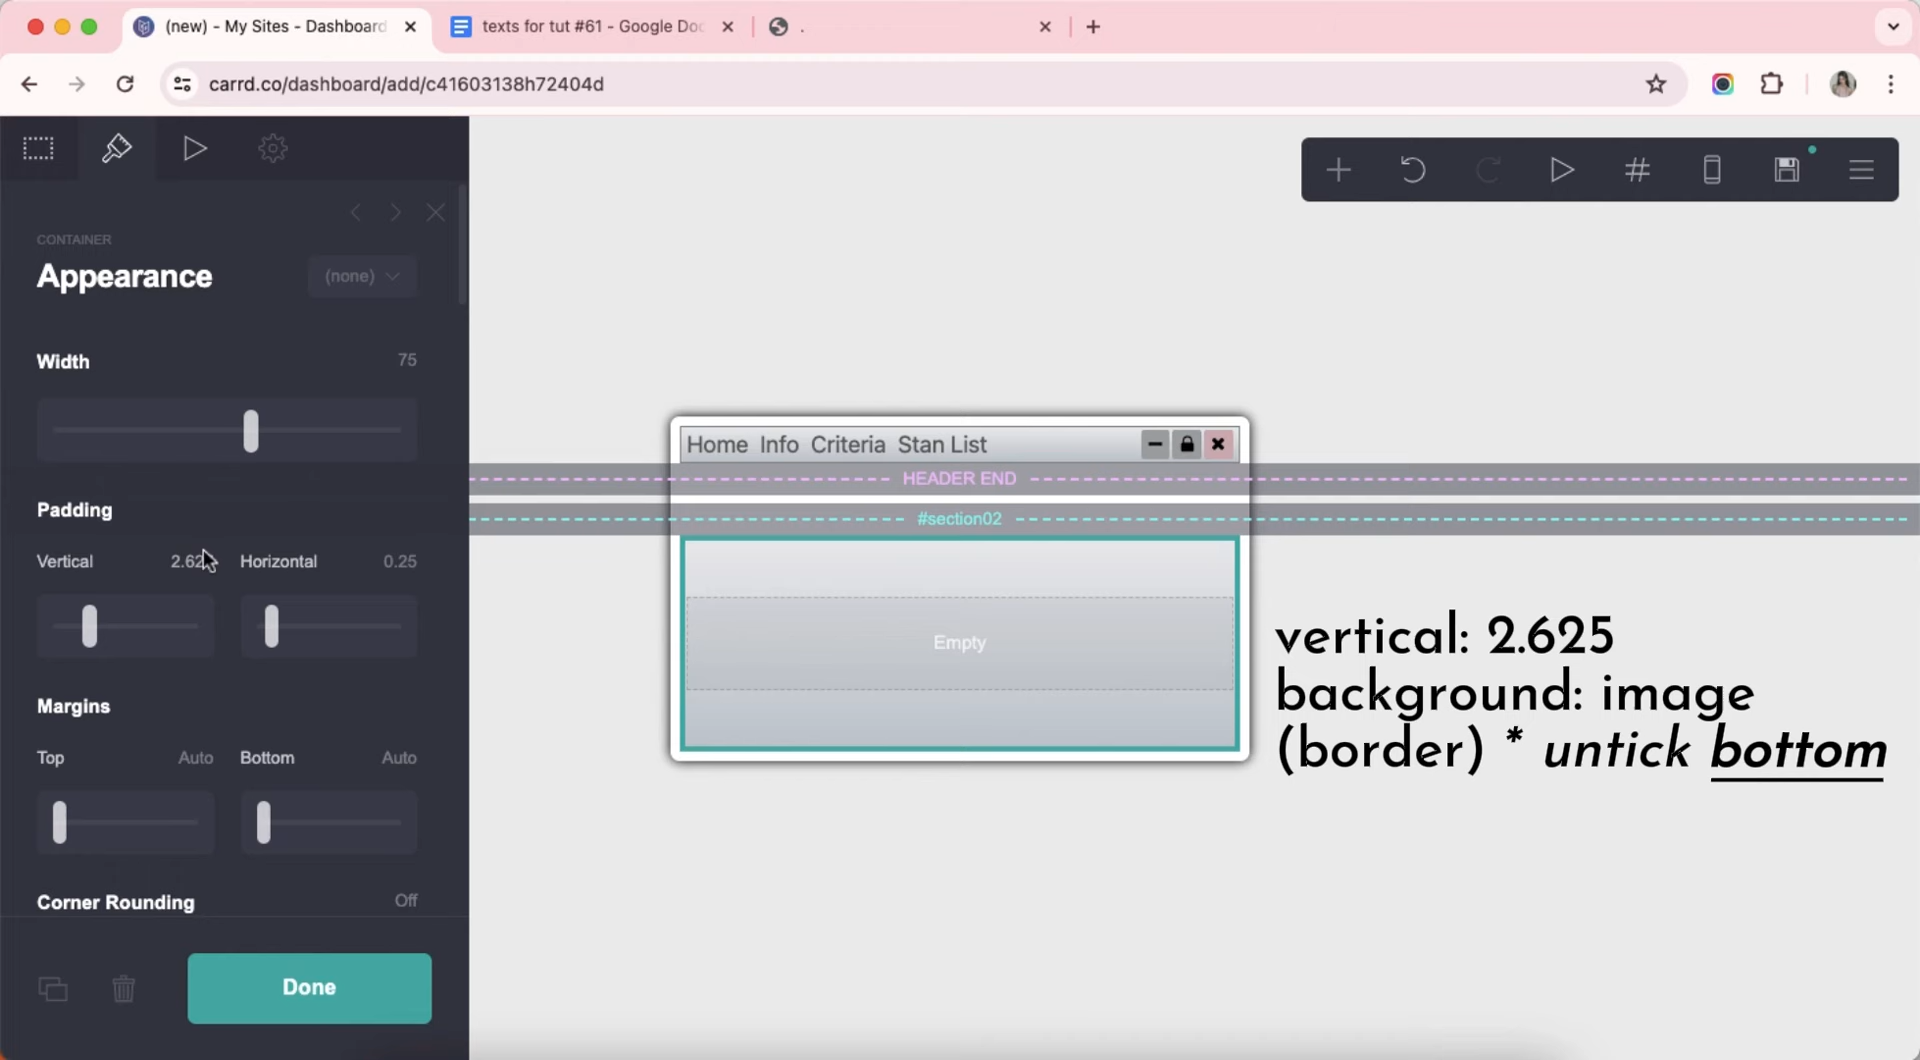 (new) - My Sites - Dashboard
texts for tut #61 - Google Doc
.
carrd.co/dashboard/add/c41603138h72404d
CONTAINER
Appearance
(none)
Width 75
Padding
Vertical
Horizontal 0.25
Margins
Top Auto
Bottom Auto
Corner Rounding Off
Done
Home Info Criteria Stan List
HEADER END
#section02
Empty
vertical: 2.625
background: image
(border) * untick bottom